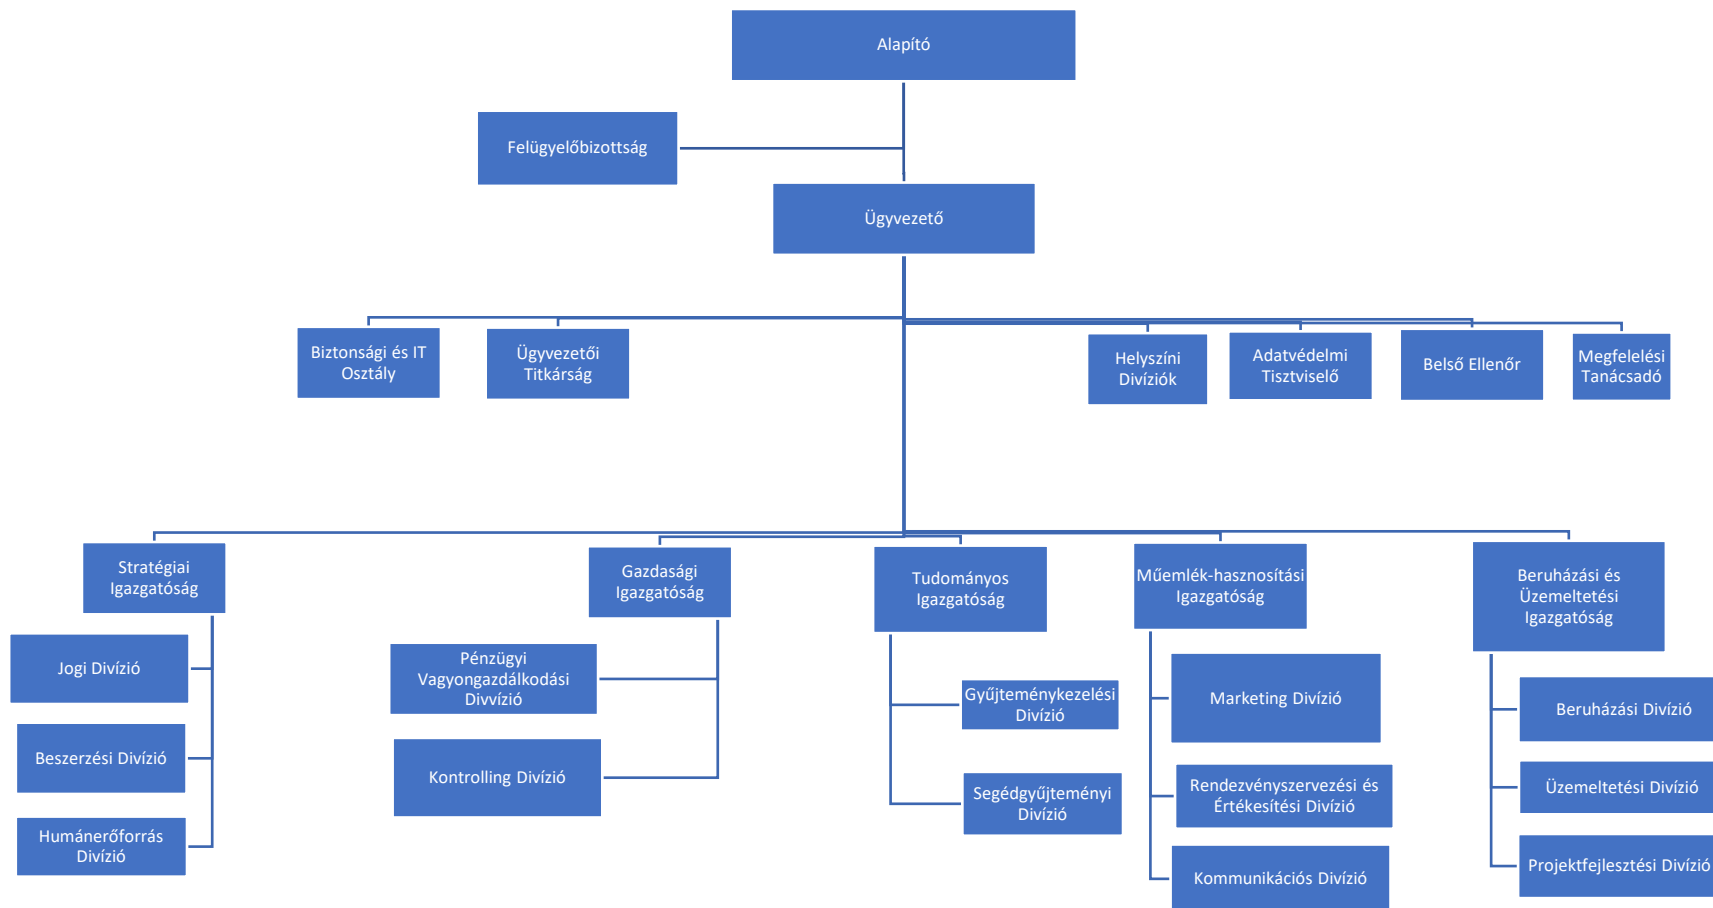 Alapító
Felügyelőbizottság
Ügyvezető
Biztonsági és IT
Osztály
Ügyvezetői
Titkárság
Helyszíni
Divíziók
Adatvédelmi
Tisztviselő
Belső Ellenőr
Megfelelési
Tanácsadó
Stratégiai
Igazgatóság
Gazdasági
Igazgatóság
Tudományos
Igazgatóság
Műemlék-hasznosítási
Igazgatóság
Beruházási és
Üzemeltetési
Igazgatóság
Jogi Divízió
Beszerzési Divízió
Humánerőforrás
Divízió
Pénzügyi
Vagyongazdálkodási
Divvízió
Kontrolling Divízió
Gyűjteménykezelési
Divízió
Segédgyűjteményi
Divízió
Marketing Divízió
Rendezvényszervezési és
Értékesítési Divízió
Kommunikációs Divízió
Beruházási Divízió
Üzemeltetési Divízió
Projektfejlesztési Divízió